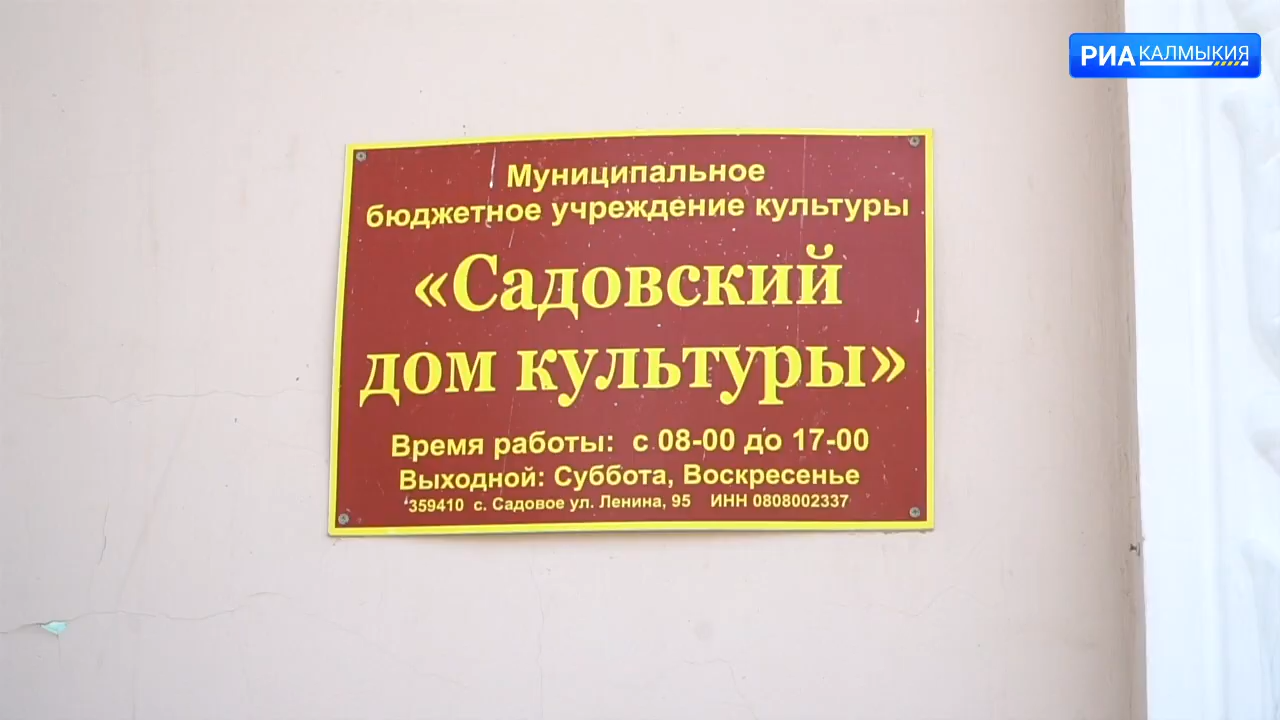 РИА КАЛМЫКИЯ
Муниципальное
бюджетное учреждение культуры
«Садовский
дом культуры»
Время работы: с 08-00 до 17-00
Выходной: Суббота, Воскресенье
359410 с. Садовое ул. Ленина, 95 ИНН 0808002337